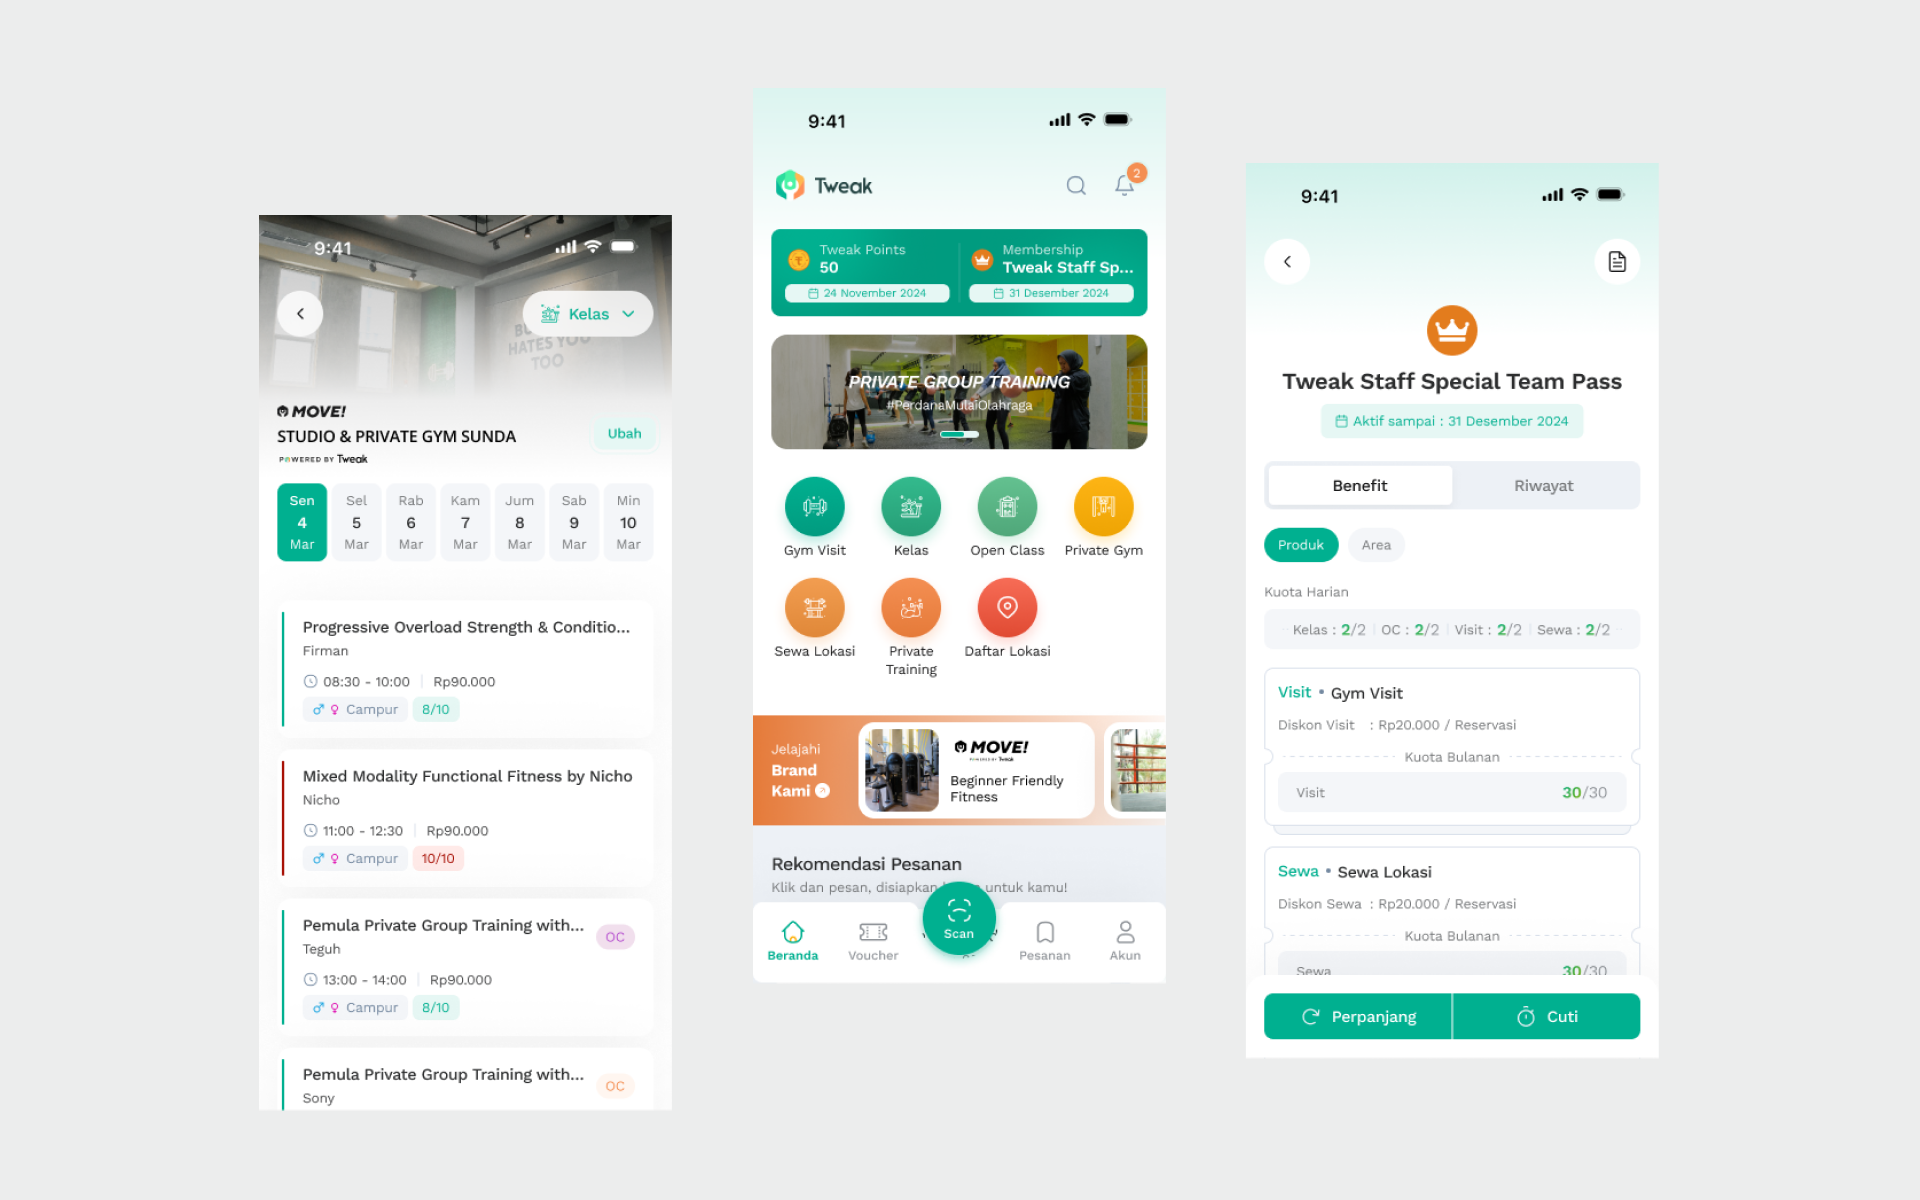 9:41
Kelas
BU
HATES YOU
TOO
MOVE!
STUDIO & PRIVATE GYM SUNDA
POWERED BY Tweak
Ubah
Sen Sel Rab Kam Jum Sab Min
4 5 6 7 8 9 10
Mar Mar Mar Mar Mar Mar Mar
Progressive Overload Strength & Conditio...
Firman
08:30 - 10:00 Rp90.000
Campur 8/10
Mixed Modality Functional Fitness by Nicho
Nicho
11:00 - 12:30 Rp90.000
Campur 10/10
Pemula Private Group Training with... OC
Teguh
13:00 - 14:00 Rp90.000
Campur 8/10
Pemula Private Group Training with... OC
Sony
9:41
Tweak 2
Tweak Points
50
24 November 2024
Membership
Tweak Staff Sp...
31 Desember 2024
PRIVATE GROUP TRAINING
#PerdanaMulaiOlahraga
Gym Visit Kelas Open Class Private Gym
Sewa Lokasi Private Training Daftar Lokasi
Jelajahi
Brand
Kami
MOVE!
POWERED BY Tweak
Beginner Friendly
Fitness
Rekomendasi Pesanan
Klik dan pesan, disiapkan untuk kamu!
Beranda Voucher Scan Pesanan Akun
9:41
Tweak Staff Special Team Pass
Aktif sampai : 31 Desember 2024
Benefit Riwayat
Produk Area
Kuota Harian
Kelas : 2/2 OC : 2/2 Visit : 2/2 Sewa : 2/2
Visit • Gym Visit
Diskon Visit : Rp20.000 / Reservasi
Kuota Bulanan
Visit 30/30
Sewa • Sewa Lokasi
Diskon Sewa : Rp20.000 / Reservasi
Kuota Bulanan
Sewa 30/30
Perpanjang Cuti